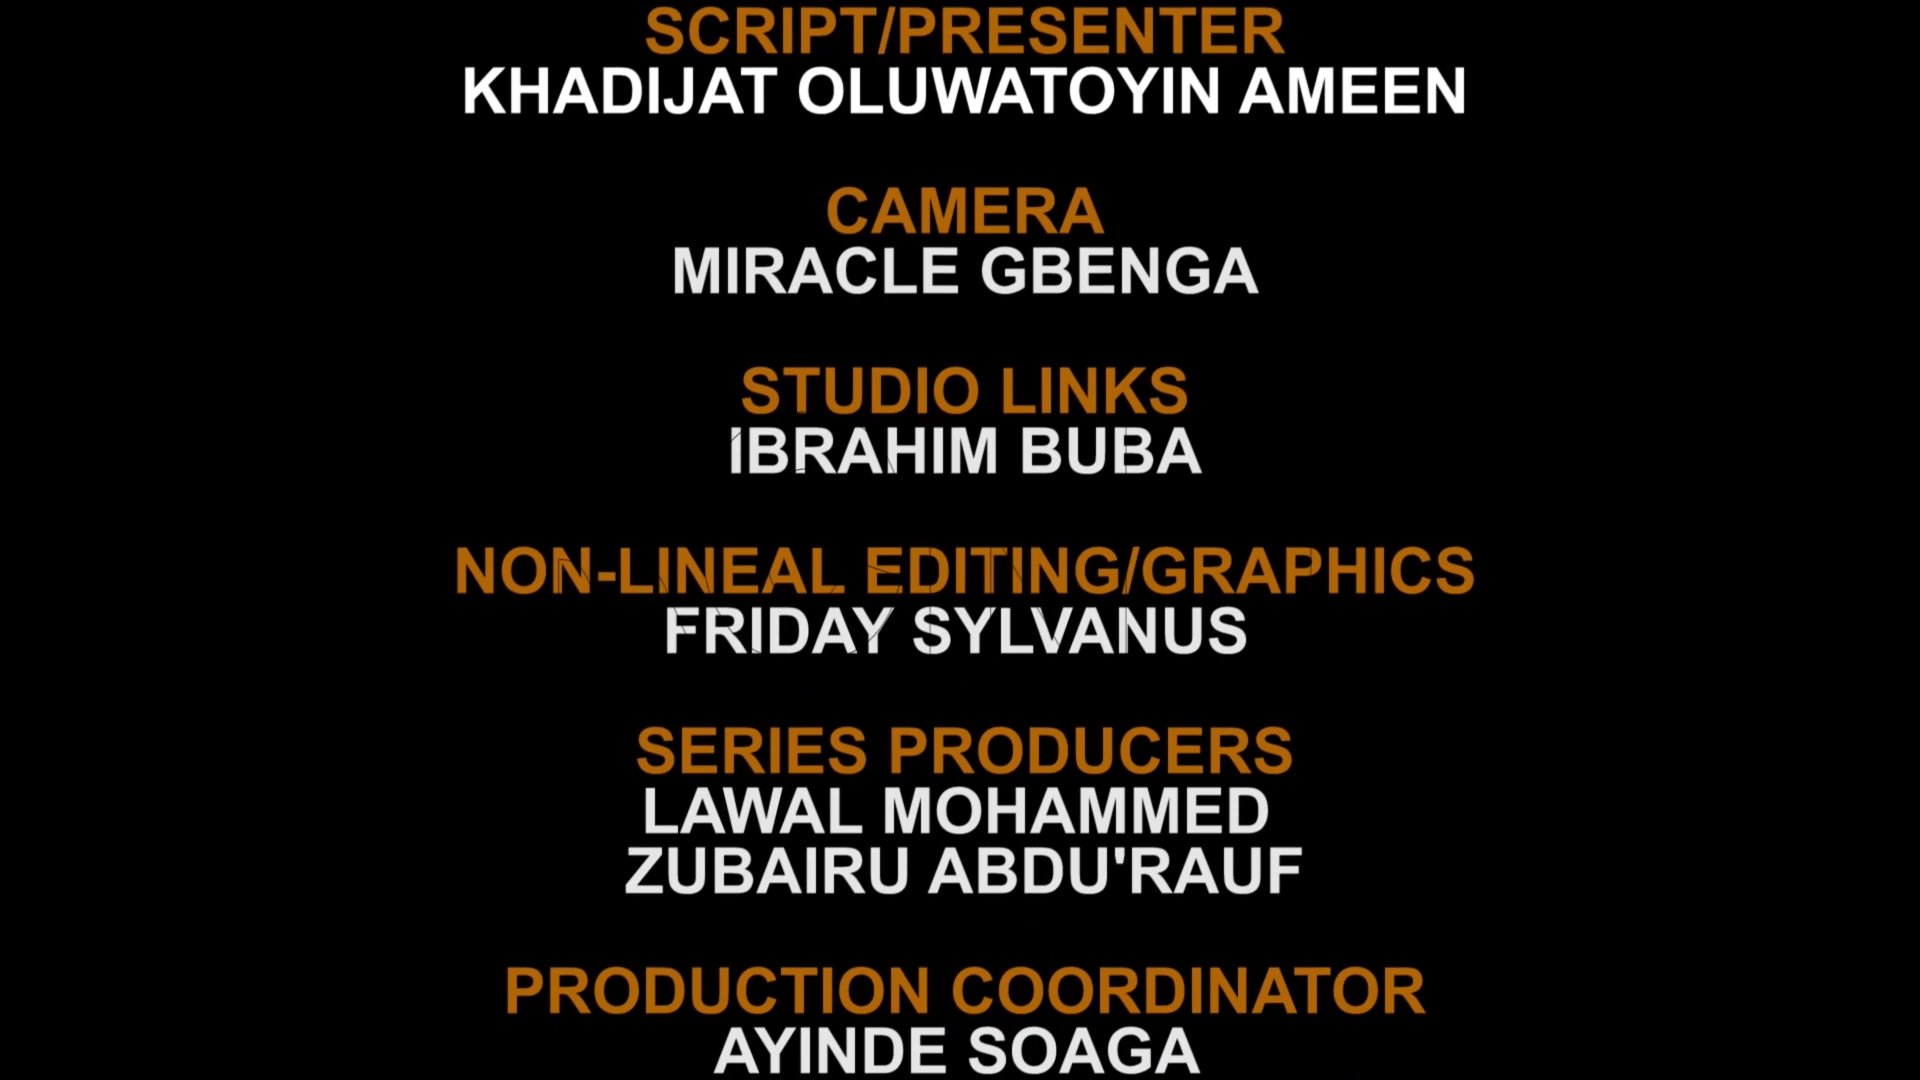 SCRIPT/PRESENTER
KHADIJAT OLUWATOYIN AMEEN
CAMERA
MIRACLE GBENGA
STUDIO LINKS
IBRAHIM BUBA
NON-LINEAL EDITING/GRAPHICS
FRIDAY SYLVANUS
SERIES PRODUCERS
LAWAL MOHAMMED
ZUBAIRU ABDU'RAUF
PRODUCTION COORDINATOR
AYINDE SOAGA